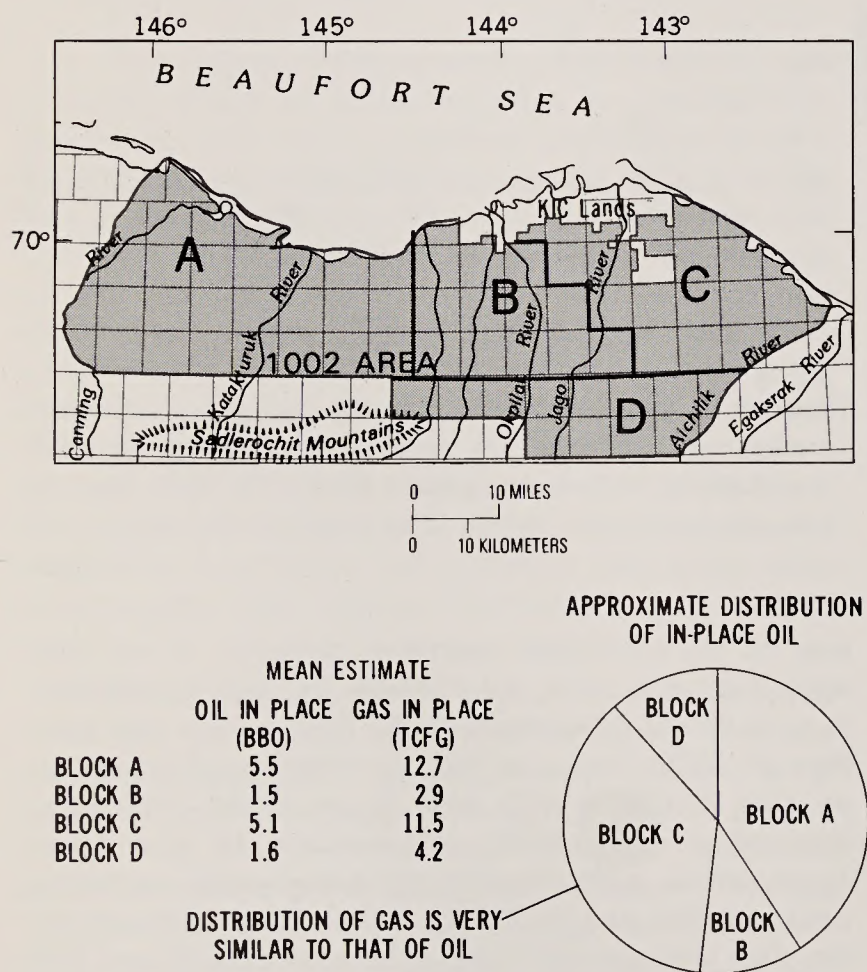 146° 145° 144° 143°
BEAUFORT SEA
KIC Lands
70°
River
A
River
B
River
C
River
1002 AREA
Katakturuk
River
River
Canning
Sadlerochit Mountains
Okpilak
Jago
D
Aichilik
Egaksrak
0 10 MILES
0 10 KILOMETERS
APPROXIMATE DISTRIBUTION
OF IN-PLACE OIL
MEAN ESTIMATE
OIL IN PLACE GAS IN PLACE
(BBO) (TCFG)
BLOCK A 5.5 12.7
BLOCK B 1.5 2.9
BLOCK C 5.1 11.5
BLOCK D 1.6 4.2
BLOCK
D
BLOCK A
BLOCK C
BLOCK
B
DISTRIBUTION OF GAS IS VERY
SIMILAR TO THAT OF OIL